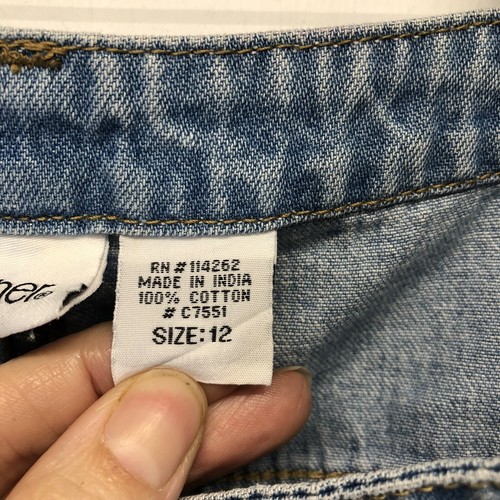 RN #114262
MADE IN INDIA
100% COTTON
# C7551
SIZE:12